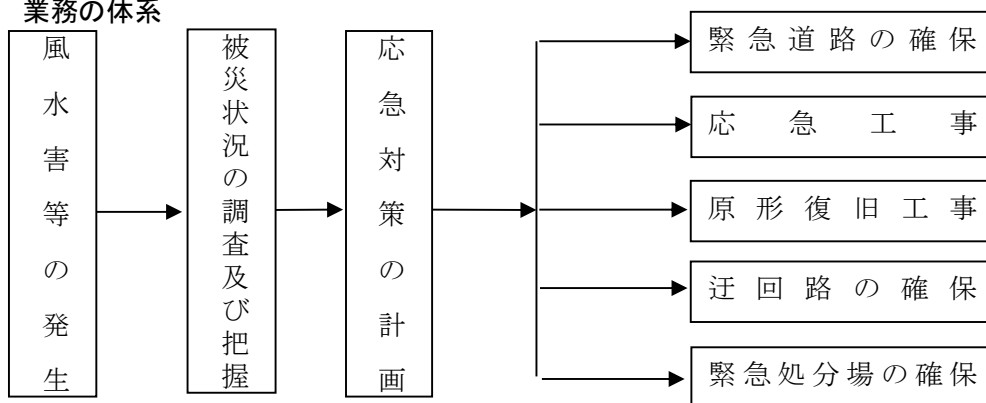 業務の体系
風水害等の発生
被災状況の調査及び把握
応急対策の計画
緊急道路の確保
応急工事
原形復旧工事
迂回路の確保
緊急処分場の確保